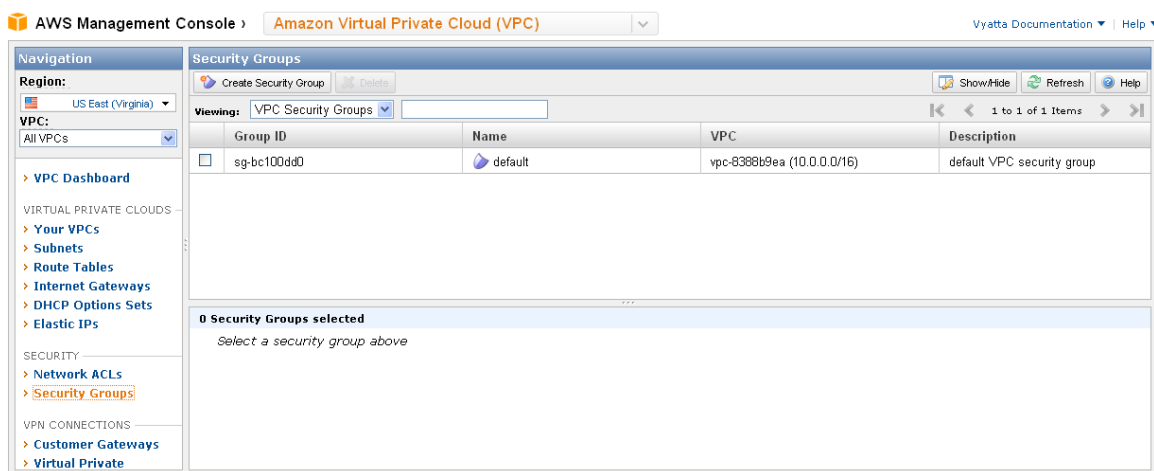 AWS Management Console › Amazon Virtual Private Cloud (VPC) Vyatta Documentation ▼ | Help
Navigation
Region:
US East (Virginia) ▼
VPC:
All VPCs
› VPC Dashboard
VIRTUAL PRIVATE CLOUDS
› Your VPCs
› Subnets
› Route Tables
› Internet Gateways
› DHCP Options Sets
› Elastic IPs
SECURITY
› Network ACLs
› Security Groups
VPN CONNECTIONS
› Customer Gateways
› Virtual Private
Security Groups
Create Security Group Delete Show/Hide Refresh Help
Viewing: VPC Security Groups 1 to 1 of 1 Items
Group ID Name VPC Description
sg-bc100dd0 default vpc-8388b9ea (10.0.0.0/16) default VPC security group
0 Security Groups selected
Select a security group above